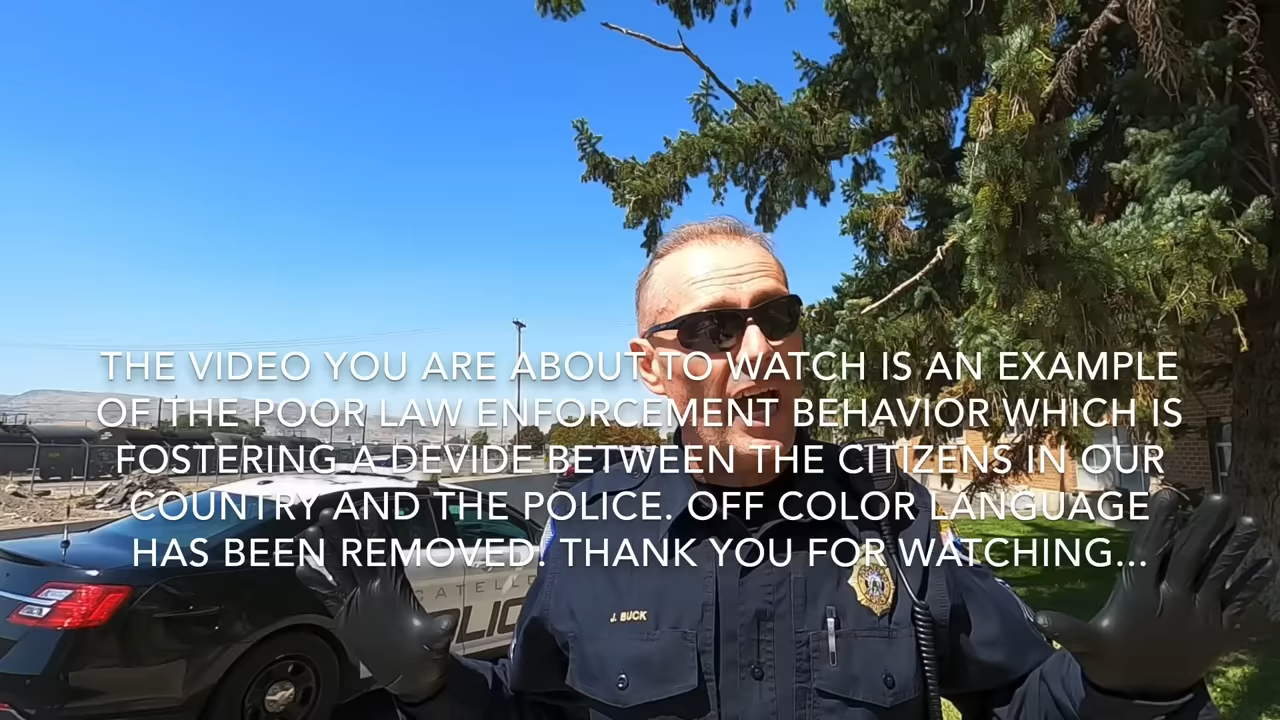 THE VIDEO YOU ARE ABOUT TO WATCH IS AN EXAMPLE
OF THE POOR LAW ENFORCEMENT BEHAVIOR WHICH IS
FOSTERING A DEVIDE BETWEEN THE CITIZENS IN OUR
COUNTRY AND THE POLICE. OFF COLOR LANGUAGE
HAS BEEN REMOVED! THANK YOU FOR WATCHING...
CATELLO
OLIC
J. BUCK